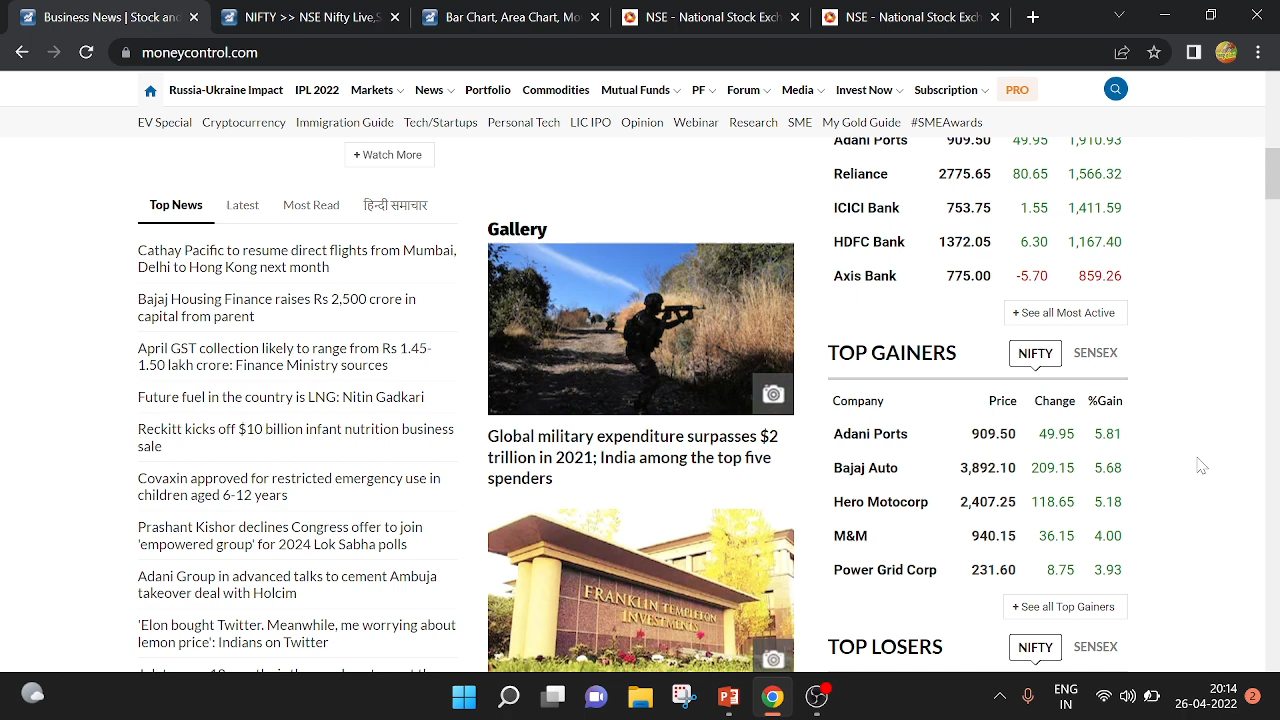 Business News | Stock and
NIFTY >> NSE Nifty
Bar Chart, Area Chart, Mo
NSE - National Stock Exch
NSE - National Stock Exch
moneycontrol.com
Russia-Ukraine Impact IPL 2022 Markets News Portfolio Commodities Mutual Funds PF Forum Media Invest Now Subscription PRO
EV Special Cryptocurrency Immigration Guide Tech/Startups Personal Tech LIC IPO Opinion Webinar Research SME My Gold Guide #SMEAwards
+ Watch More
Top News Latest Most Read हिन्दी समाचार
Cathay Pacific to resume direct flights from Mumbai,
Delhi to Hong Kong next month
Bajaj Housing Finance raises Rs 2,500 crore in
capital from parent
April GST collection likely to range from Rs 1.45-
1.50 lakh crore: Finance Ministry sources
Future fuel in the country is LNG: Nitin Gadkari
Reckitt kicks off $10 billion infant nutrition business
sale
Covaxin approved for restricted emergency use in
children aged 6-12 years
Prashant Kishor declines Congress offer to join
'empowered group' for 2024 Lok Sabha polls
Adani Group in advanced talks to cement Ambuja
takeover deal with Holcim
'Elon bought Twitter. Meanwhile, me worrying about
lemon price': Indians on Twitter
Gallery
Global military expenditure surpasses $2
trillion in 2021; India among the top five
spenders
FRANKLIN TEMPLETON
INVESTMENTS
Adani Ports 909.50 49.95 1,910.93
Reliance 2775.65 80.65 1,566.32
ICICI Bank 753.75 1.55 1,411.59
HDFC Bank 1372.05 6.30 1,167.40
Axis Bank 775.00 -5.70 859.26
+ See all Most Active
TOP GAINERS NIFTY SENSEX
Company Price Change %Gain
Adani Ports 909.50 49.95 5.81
Bajaj Auto 3,892.10 209.15 5.68
Hero Motocorp 2,407.25 118.65 5.18
M&M 940.15 36.15 4.00
Power Grid Corp 231.60 8.75 3.93
+ See all Top Gainers
TOP LOSERS NIFTY SENSEX
ENG
IN
20:14
26-04-2022
2